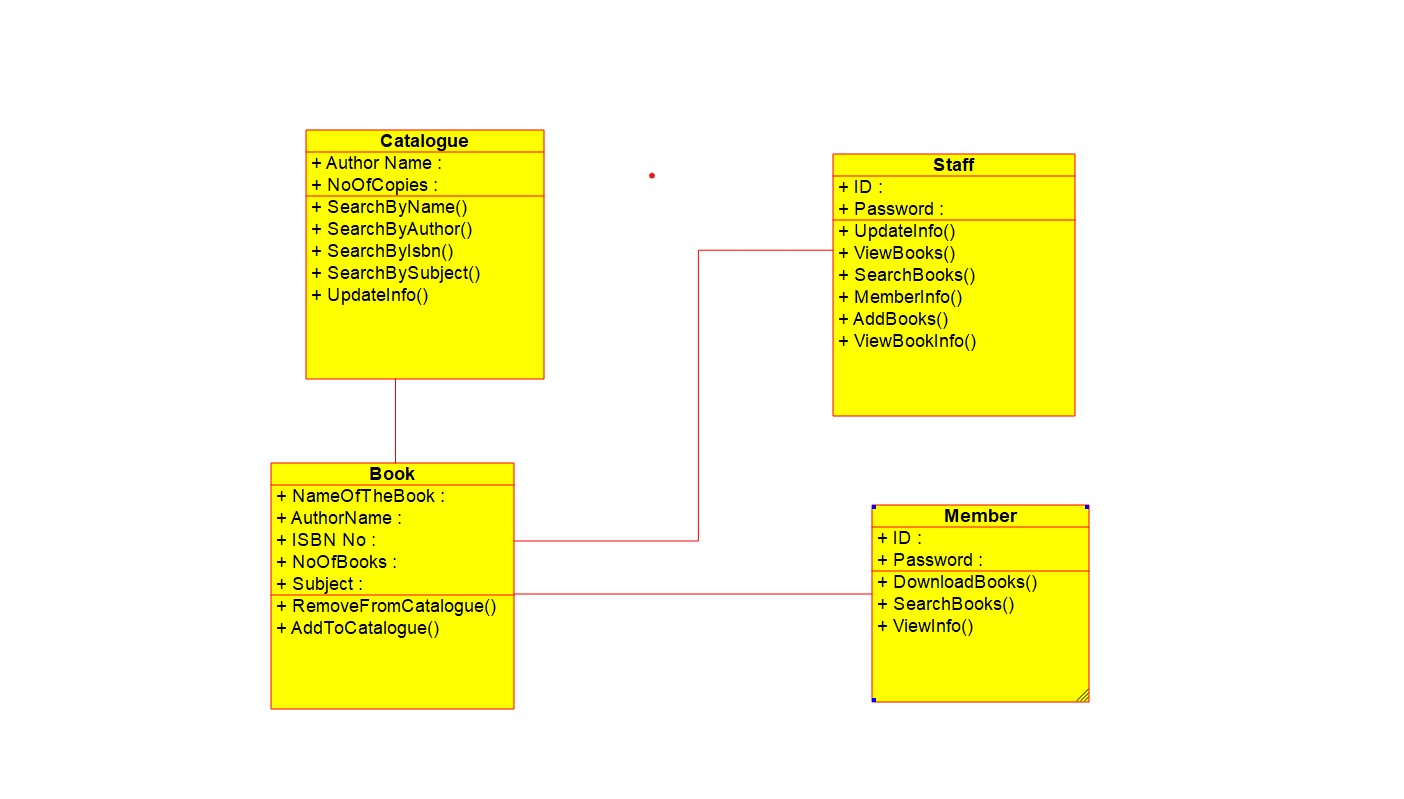 Catalogue
+ Author Name :
+ NoOfCopies :
+ SearchByName()
+ SearchByAuthor()
+ SearchByIsbn()
+ SearchBySubject()
+ UpdateInfo()
Staff
+ ID :
+ Password :
+ UpdateInfo()
+ ViewBooks()
+ SearchBooks()
+ MemberInfo()
+ AddBooks()
+ ViewBookInfo()
Book
+ NameOfTheBook :
+ AuthorName :
+ ISBN No :
+ NoOfBooks :
+ Subject :
+ RemoveFromCatalogue()
+ AddToCatalogue()
Member
+ ID :
+ Password :
+ DownloadBooks()
+ SearchBooks()
+ ViewInfo()